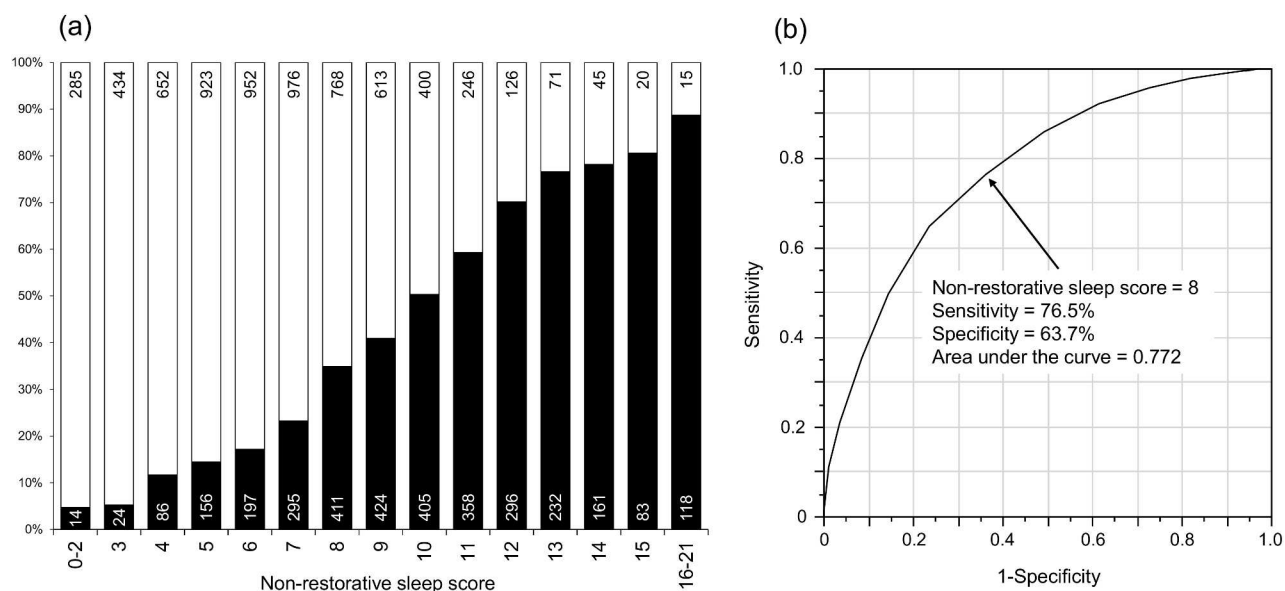 (a)
100%
90%
80%
70%
60%
50%
40%
30%
20%
10%
0%
285 434 652 923 952 976 768 613 400 246 126 71 45 20 15
14 24 86 156 197 295 411 424 405 358 296 232 161 83 118
0-2 3 4 5 6 7 8 9 10 11 12 13 14 15 16-21
Non-restorative sleep score
(b)
Sensitivity
1.0
0.8
0.6
0.4
0.2
0
Non-restorative sleep score = 8
Sensitivity = 76.5%
Specificity = 63.7%
Area under the curve = 0.772
0 0.2 0.4 0.6 0.8 1.0
1-Specificity